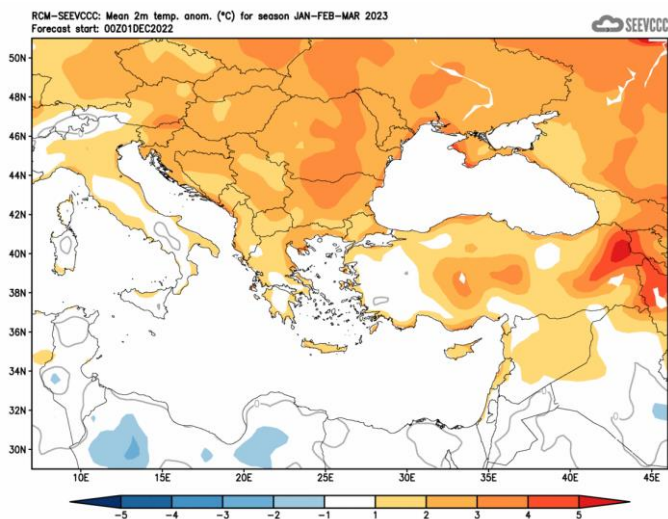 RCM-SEEVCCC: Mean 2m temp. anom. (°C) for season JAN-FEB-MAR 2023
Forecast start: 00Z01DEC2022
SEEVCCC
50N
48N
46N
44N
42N
40N
38N
36N
34N
32N
30N
10E 15E 20E 25E 30E 35E 40E 45E
-5 -4 -3 -2 -1 1 2 3 4 5